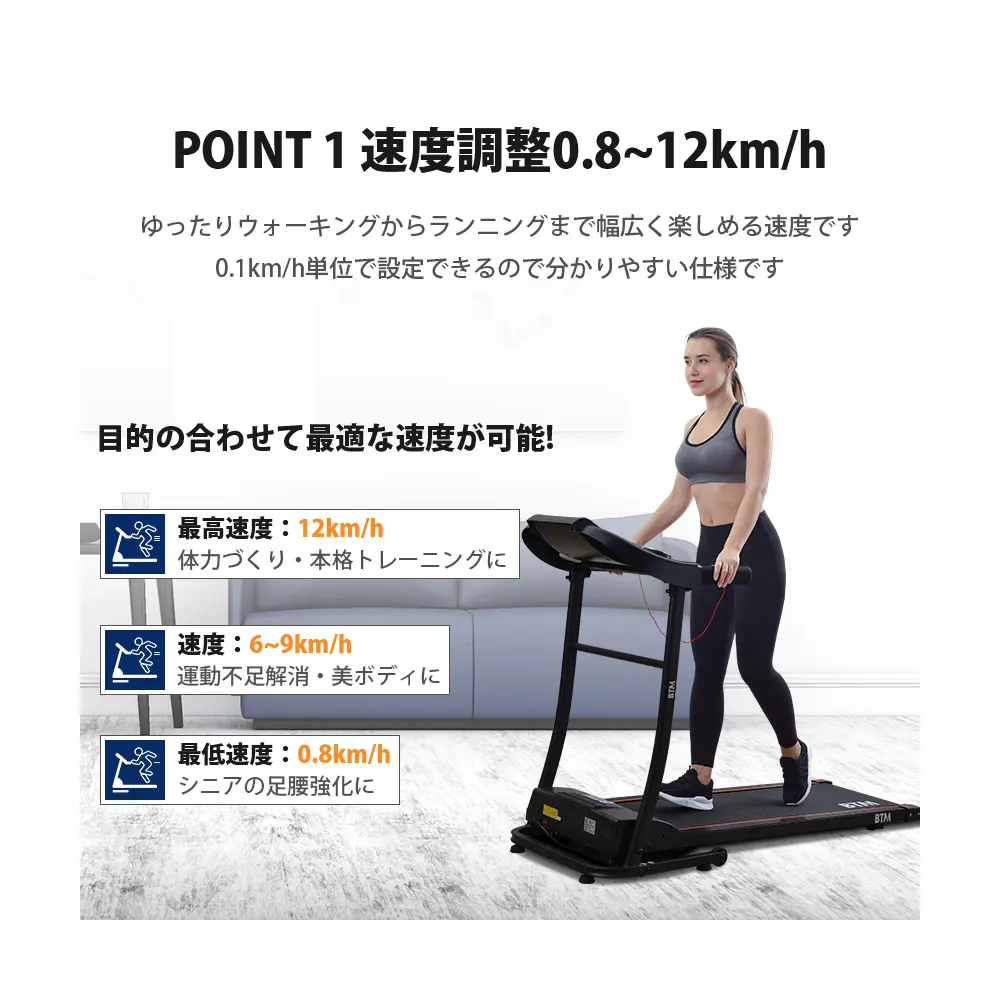 POINT 1 速度調整0.8~12km/h
ゆったりウォーキングからランニングまで幅広く楽しめる速度です
0.1km/h単位で設定できるので分かりやすい仕様です
目的の合わせて最適な速度が可能!
最高速度：12km/h
体力づくり・本格トレーニングに
速度：6~9km/h
運動不足解消・美ボディに
最低速度：0.8km/h
シニアの足腰強化に
BTM
BTM
BTM